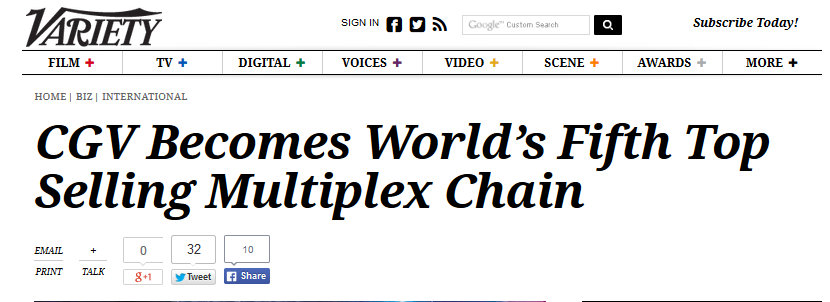 VARIETY
SIGN IN
Google™ Custom Search
Subscribe Today!
FILM + TV + DIGITAL + VOICES + VIDEO + SCENE + AWARDS + MORE +
HOME | BIZ | INTERNATIONAL
CGV Becomes World's Fifth Top
Selling Multiplex Chain
EMAIL + 0 32 10
PRINT TALK g+1 Tweet f Share